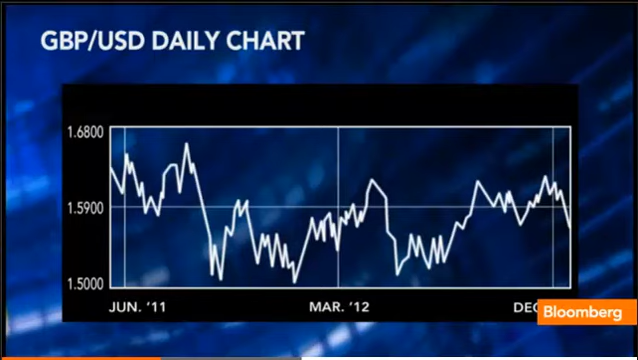 GBP/USD DAILY CHART
1.6800
1.5900
1.5000
JUN. '11 MAR. '12
Bloomberg